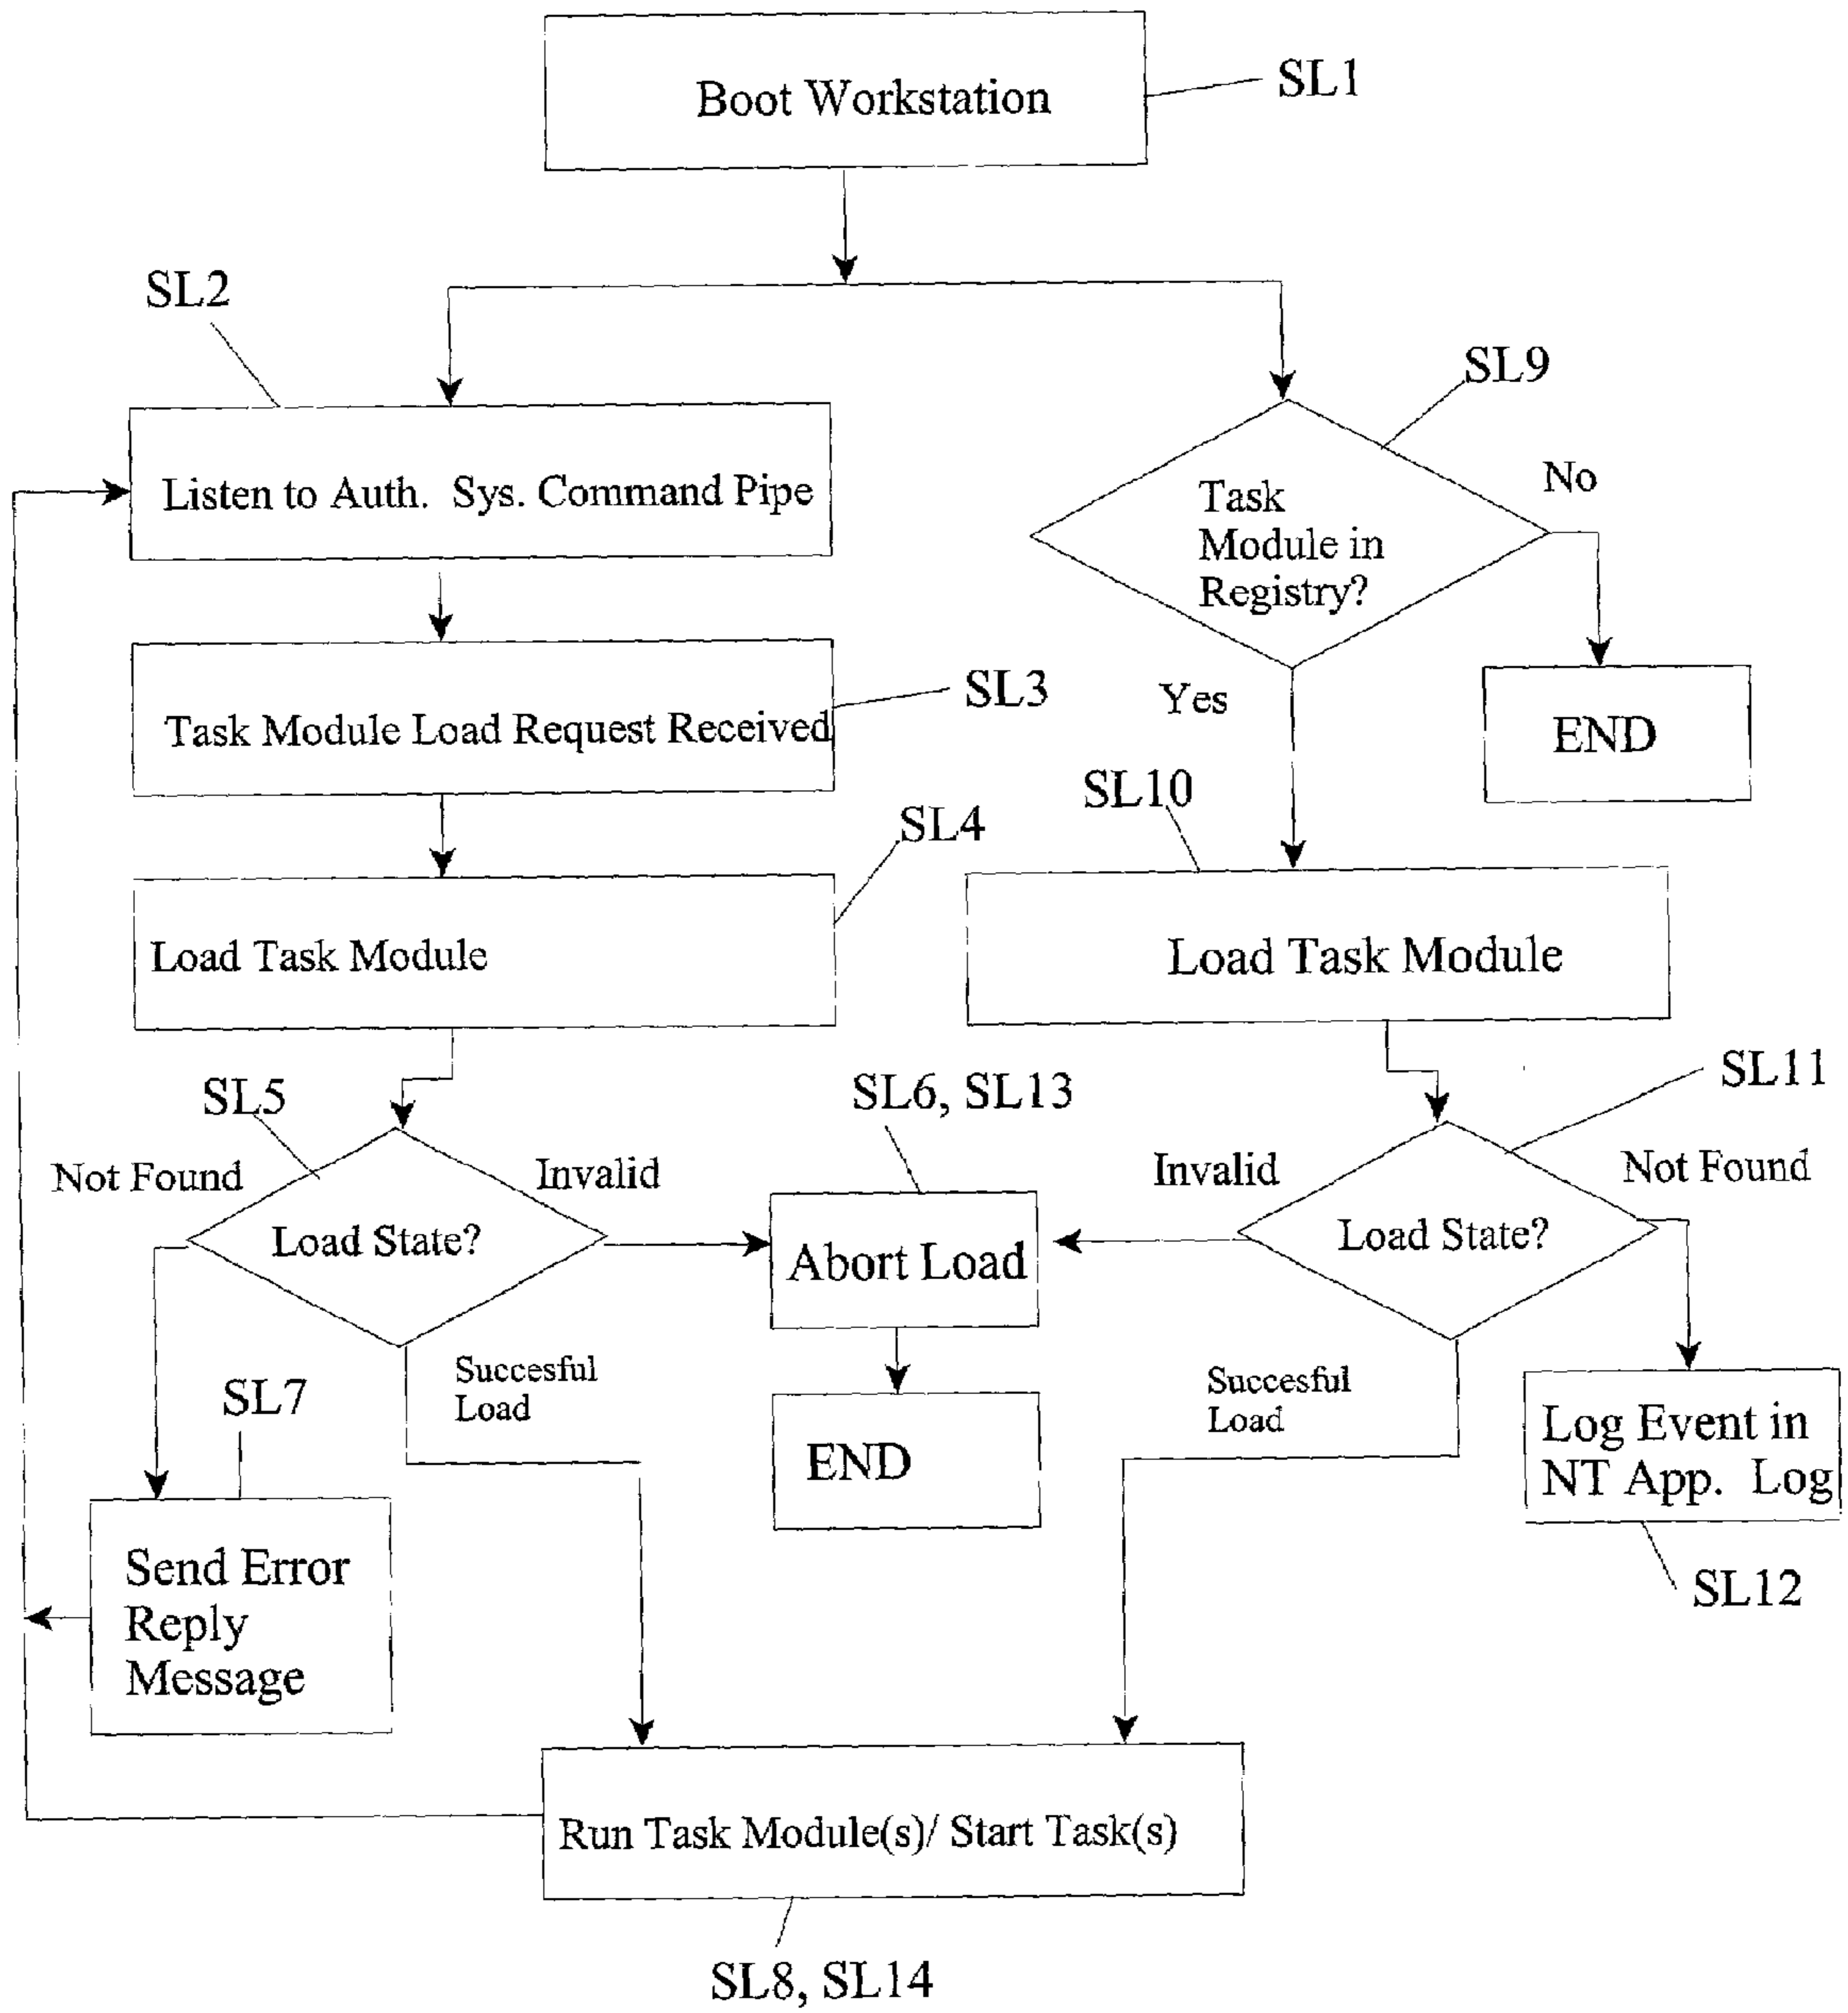 Boot Workstation
SL1
SL2
SL9
Listen to Auth. Sys. Command Pipe
Task
Module in
Registry?
No
Yes
END
Task Module Load Request Received
SL3
SL10
SL4
Load Task Module
Load Task Module
SL5
SL6, SL13
SL11
Not Found
Invalid
Invalid
Not Found
Load State?
Abort Load
Load State?
Succesful
Load
Succesful
Load
SL7
END
Log Event in
NT App. Log
SL12
Send Error
Reply
Message
Run Task Module(s)/ Start Task(s)
SL8, SL14